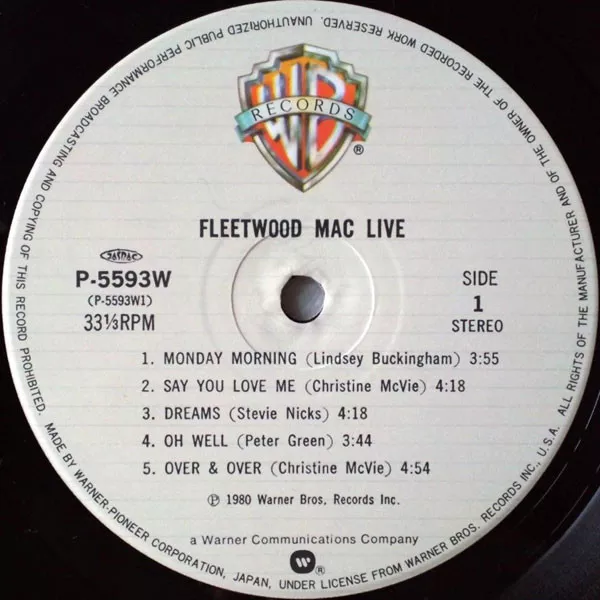 ALL RIGHTS OF THE MANUFACTURER AND OF THE OWNER OF THE RECORDED WORK RESERVED. UNAUTHORIZED PUBLIC PERFORMANCE BROADCASTING AND COPYING OF THIS RECORD PROHIBITED.
WB
RECORDS
®
FLEETWOOD MAC LIVE
P-5593W
(P-5593W1)
33⅓RPM
SIDE
1
STEREO
1. MONDAY MORNING (Lindsey Buckingham) 3:55
2. SAY YOU LOVE ME (Christine McVie) 4:18
3. DREAMS (Stevie Nicks) 4:18
4. OH WELL (Peter Green) 3:44
5. OVER & OVER (Christine McVie) 4:54
℗ 1980 Warner Bros. Records Inc.
a Warner Communications Company
®
MADE BY WARNER-PIONEER CORPORATION, JAPAN, UNDER LICENSE FROM WARNER BROS. RECORDS INC., U.S.A.